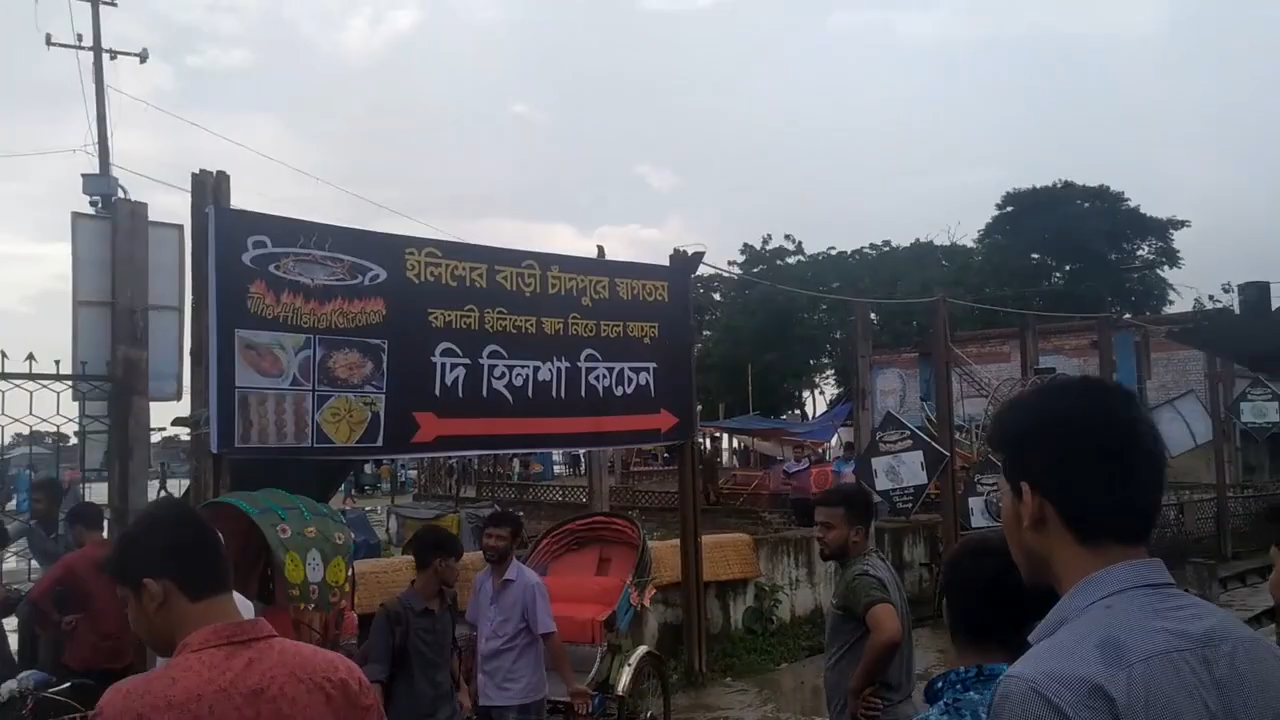 The Hilsha Kitchen
ইলিশের বাড়ী চাঁদপুরে স্বাগতম
রূপালী ইলিশের স্বাদ নিতে চলে আসুন
দি হিলশা কিচেন